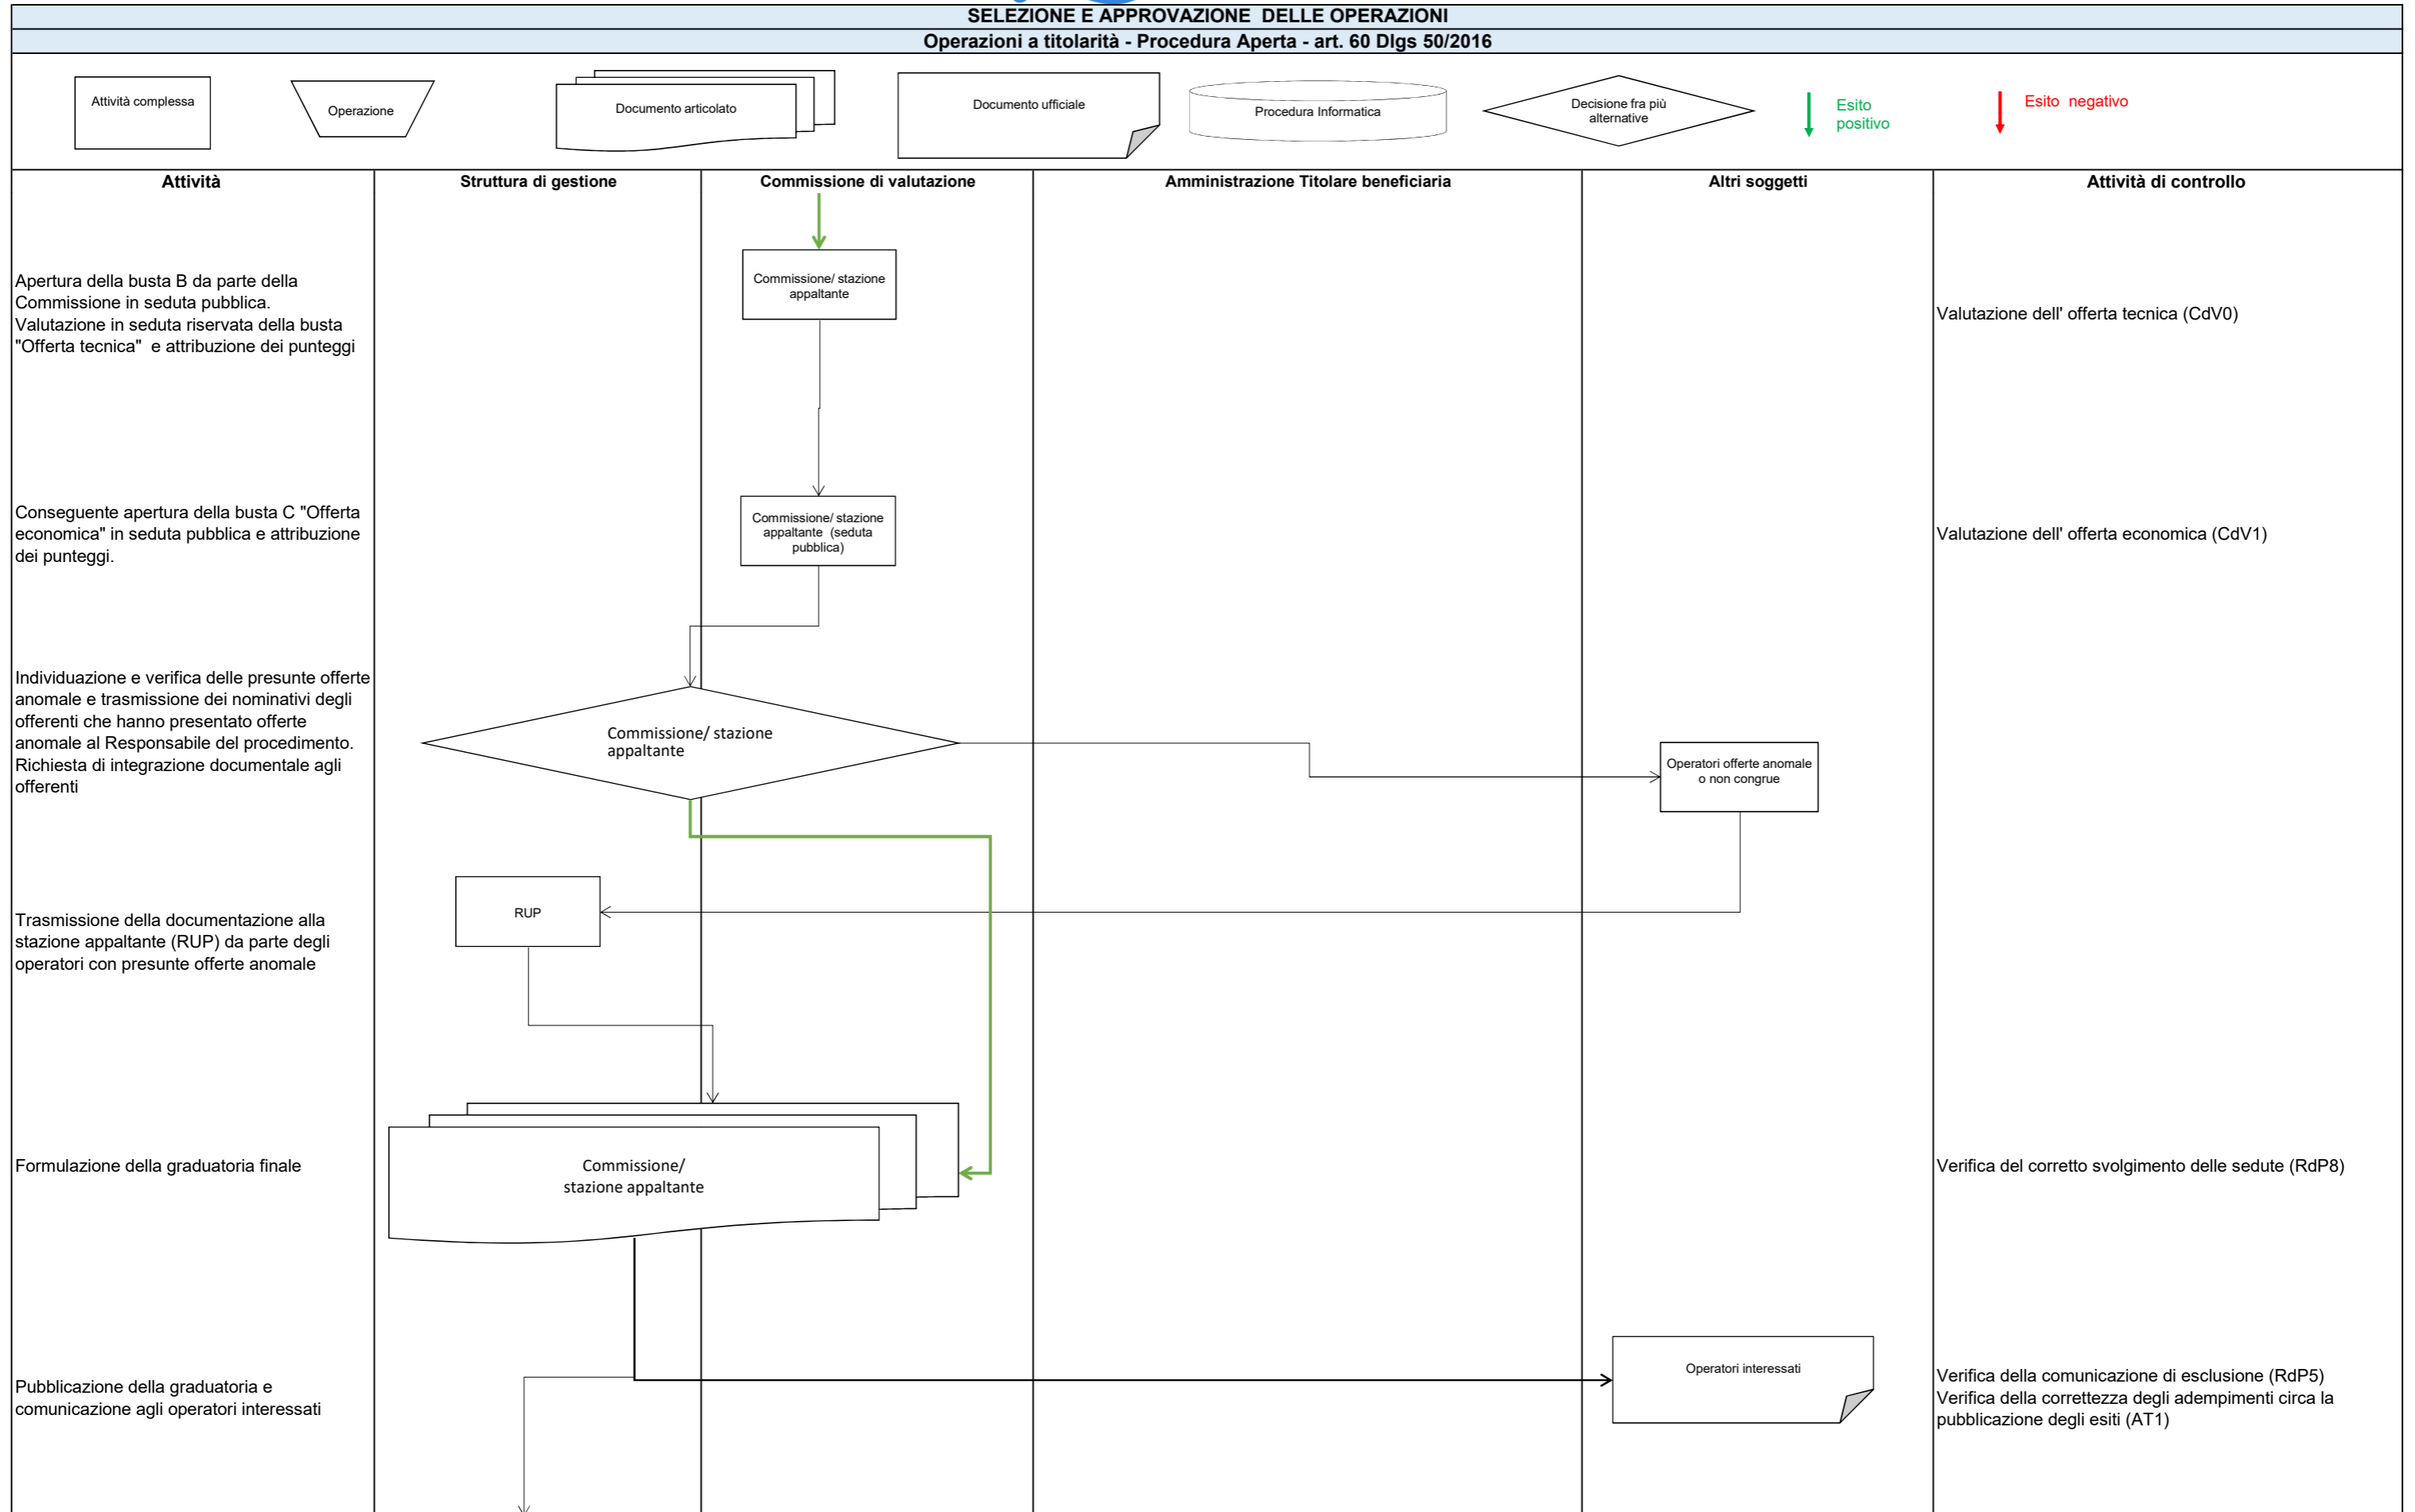 SELEZIONE E APPROVAZIONE  DELLE OPERAZIONI
Operazioni a titolarità - Procedura Aperta - art. 60 Dlgs 50/2016
Attività complessa
Operazione
Documento articolato
Documento ufficiale
Procedura Informatica
Decisione fra più
alternative
Esito
positivo
Esito  negativo
Attività
Struttura di gestione
Commissione di valutazione
Amministrazione Titolare beneficiaria
Altri soggetti
Attività di controllo
Apertura della busta B da parte della
Commissione in seduta pubblica.
Valutazione in seduta riservata della busta
"Offerta tecnica"  e attribuzione dei punteggi
Commissione/ stazione
appaltante
Valutazione dell' offerta tecnica (CdV0)
Conseguente apertura della busta C "Offerta
economica" in seduta pubblica e attribuzione
dei punteggi.
Commissione/ stazione
appaltante  (seduta
pubblica)
Valutazione dell' offerta economica (CdV1)
Individuazione e verifica delle presunte offerte
anomale e trasmissione dei nominativi degli
offerenti che hanno presentato offerte
anomale al Responsabile del procedimento.
Richiesta di integrazione documentale agli
offerenti
Commissione/ stazione
appaltante
Operatori offerte anomale
o non congrue
Trasmissione della documentazione alla
stazione appaltante (RUP) da parte degli
operatori con presunte offerte anomale
RUP
Formulazione della graduatoria finale
Commissione/
stazione appaltante
Verifica del corretto svolgimento delle sedute (RdP8)
Pubblicazione della graduatoria e
comunicazione agli operatori interessati
Operatori interessati
Verifica della comunicazione di esclusione (RdP5)
Verifica della correttezza degli adempimenti circa la
pubblicazione degli esiti (AT1)